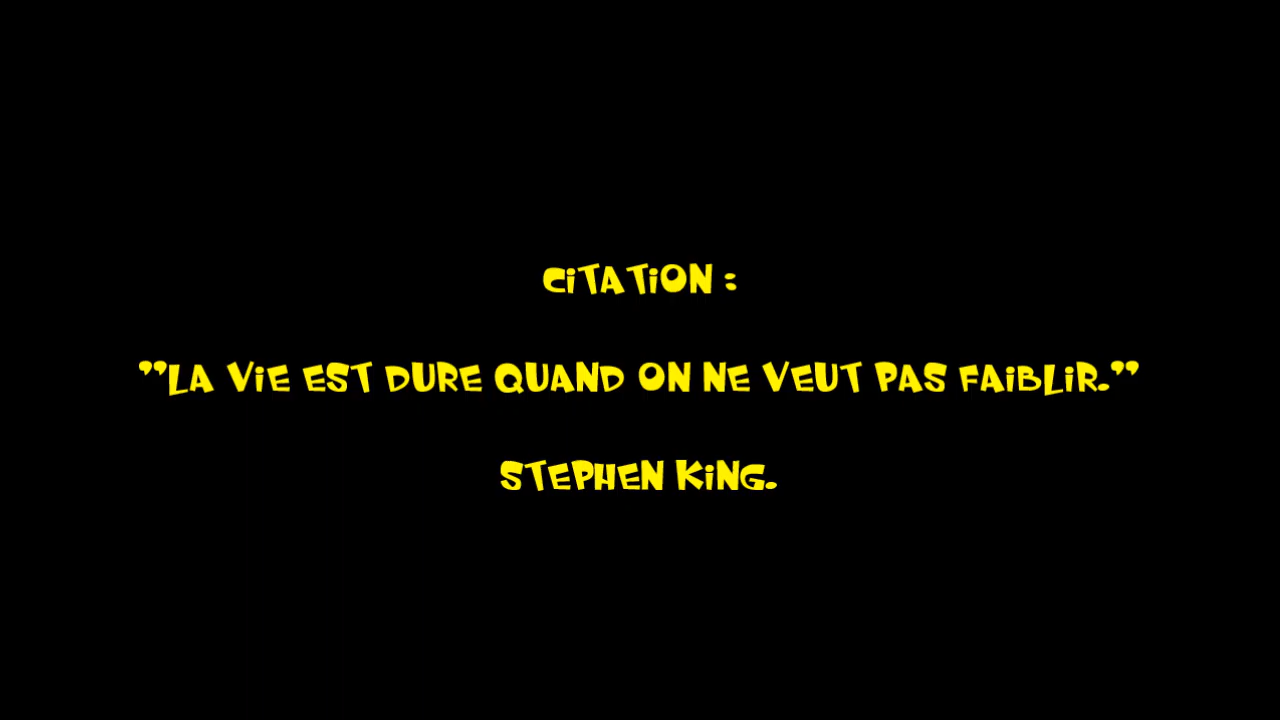 CiTATiON :
"LA ViE EST DURE QUAND ON NE VEUT PAS FAiBLiR."
STEPHEN KiNG.